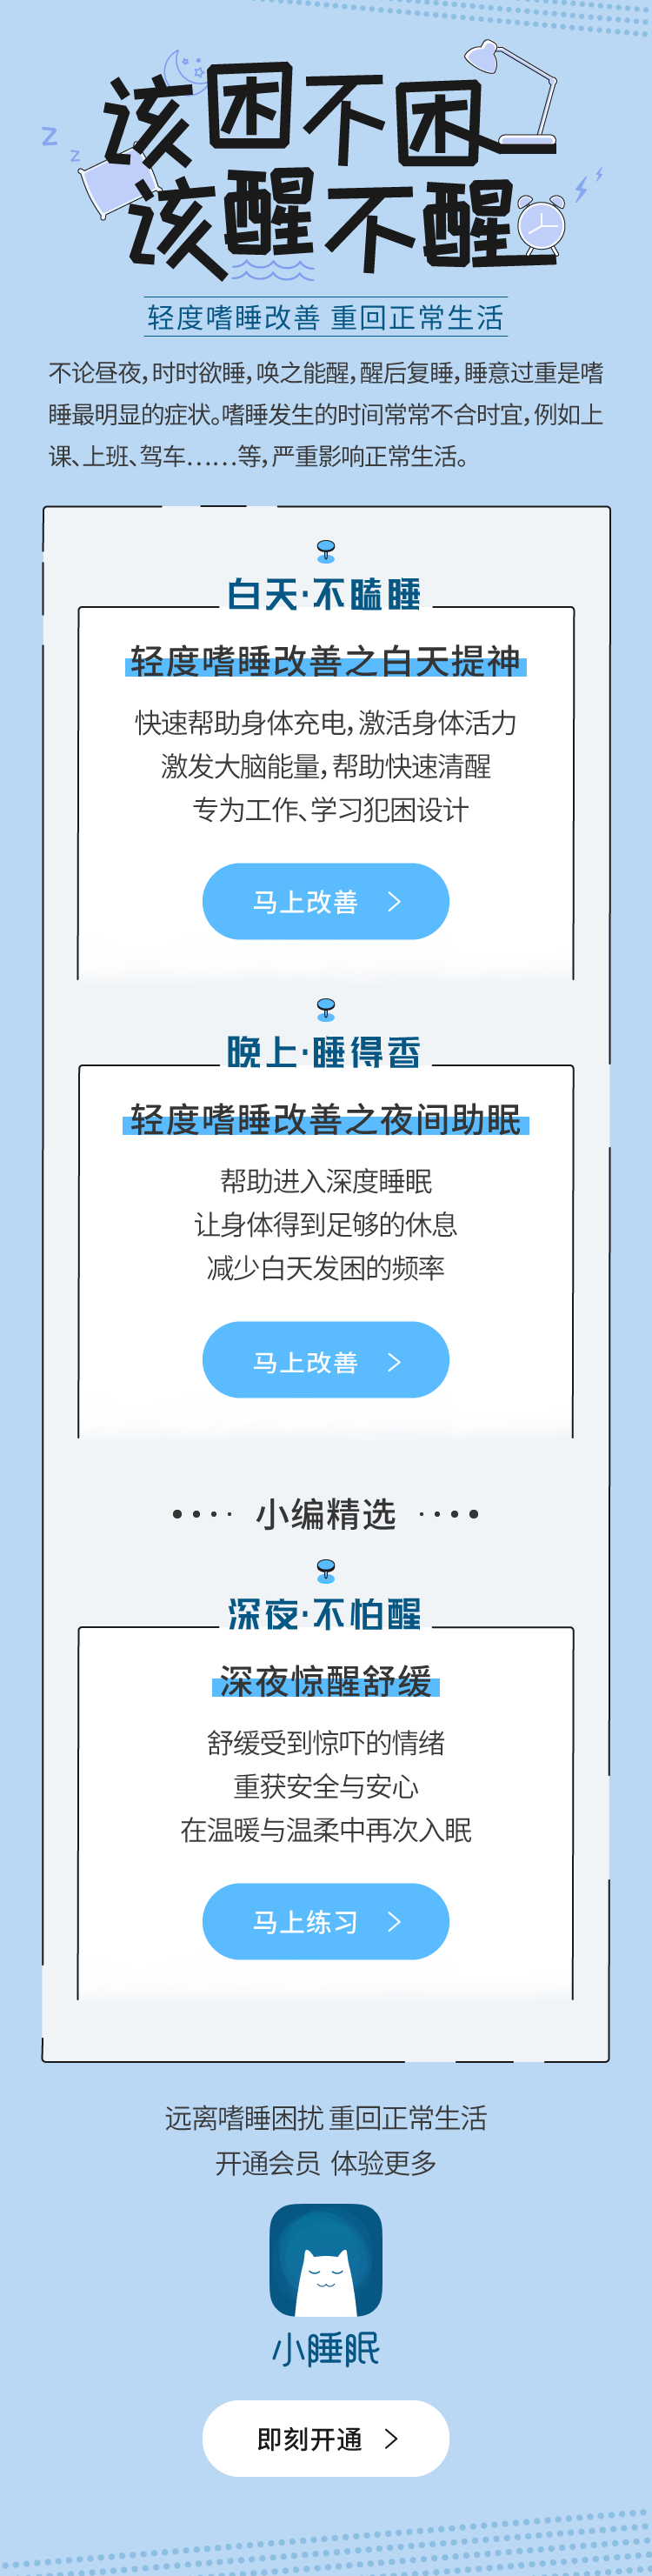 该困不困
该醒不醒
Z
Z
轻度嗜睡改善 重回正常生活
不论昼夜，时时欲睡，唤之能醒，醒后复睡，睡意过重是嗜
睡最明显的症状。嗜睡发生的时间常常不合时宜，例如上
课、上班、驾车……等，严重影响正常生活。
白天·不瞌睡
轻度嗜睡改善之白天提神
快速帮助身体充电，激活身体活力
激发大脑能量，帮助快速清醒
专为工作、学习犯困设计
马上改善 >
晚上·睡得香
轻度嗜睡改善之夜间助眠
帮助进入深度睡眠
让身体得到足够的休息
减少白天发困的频率
马上改善 >
小编精选
深夜·不怕醒
深夜惊醒舒缓
舒缓受到惊吓的情绪
重获安全与安心
在温暖与温柔中再次入眠
马上练习 >
远离嗜睡困扰 重回正常生活
开通会员 体验更多
小睡眠
即刻开通 >